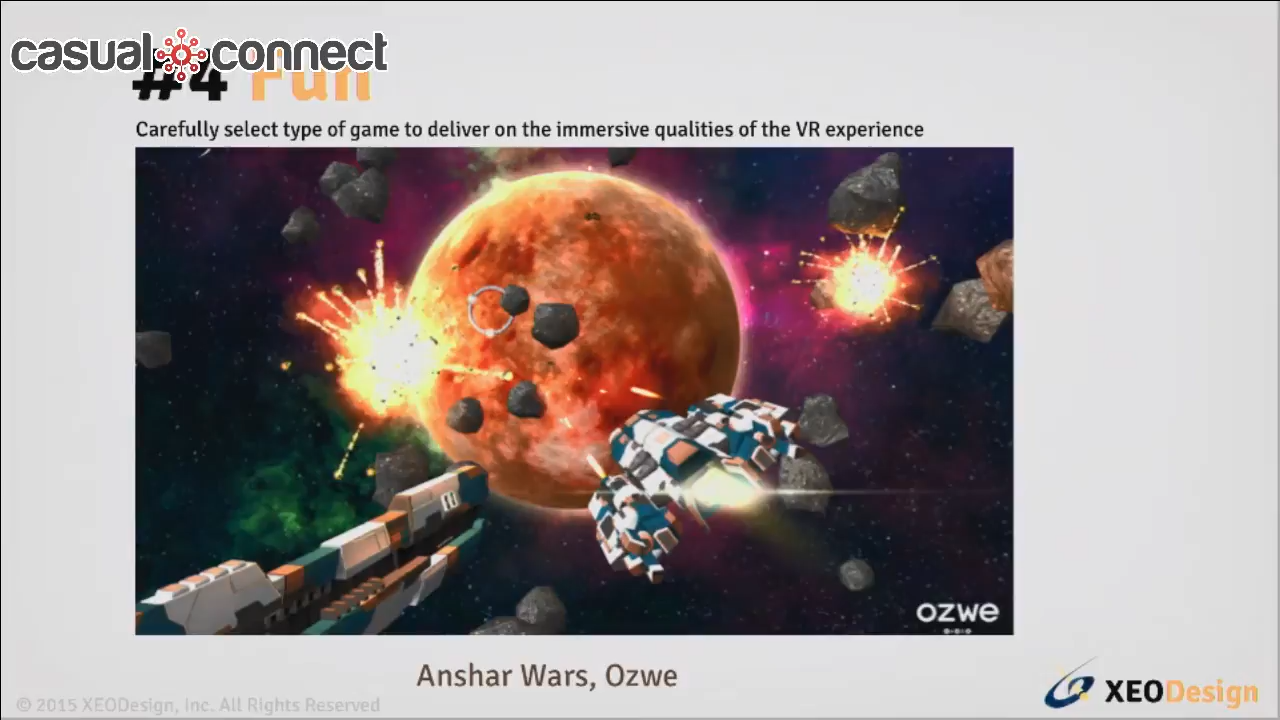 casual connect
#4 Fun
Carefully select type of game to deliver on the immersive qualities of the VR experience
ozwe
Anshar Wars, Ozwe
© 2015 XEODesign, Inc. All Rights Reserved
XEODesign